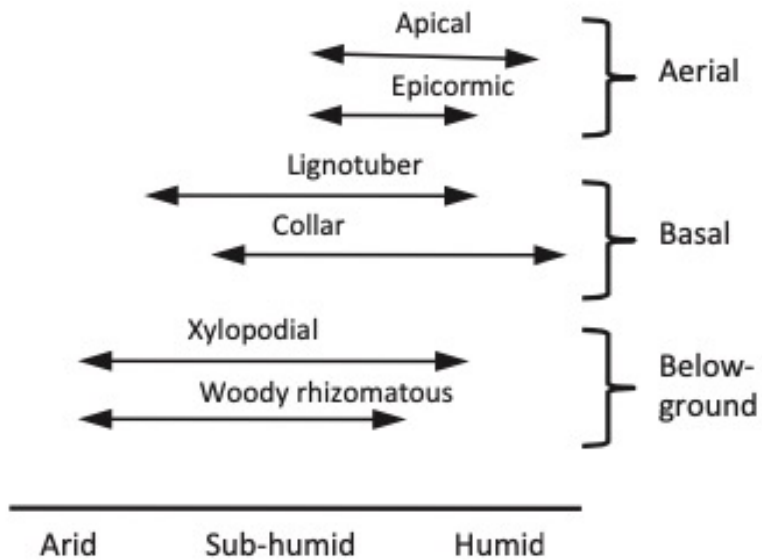 Apical
Aerial
Epicormic
Lignotuber
Collar
Basal
Xylopodial
Woody rhizomatous
Below-
ground
Arid Sub-humid Humid